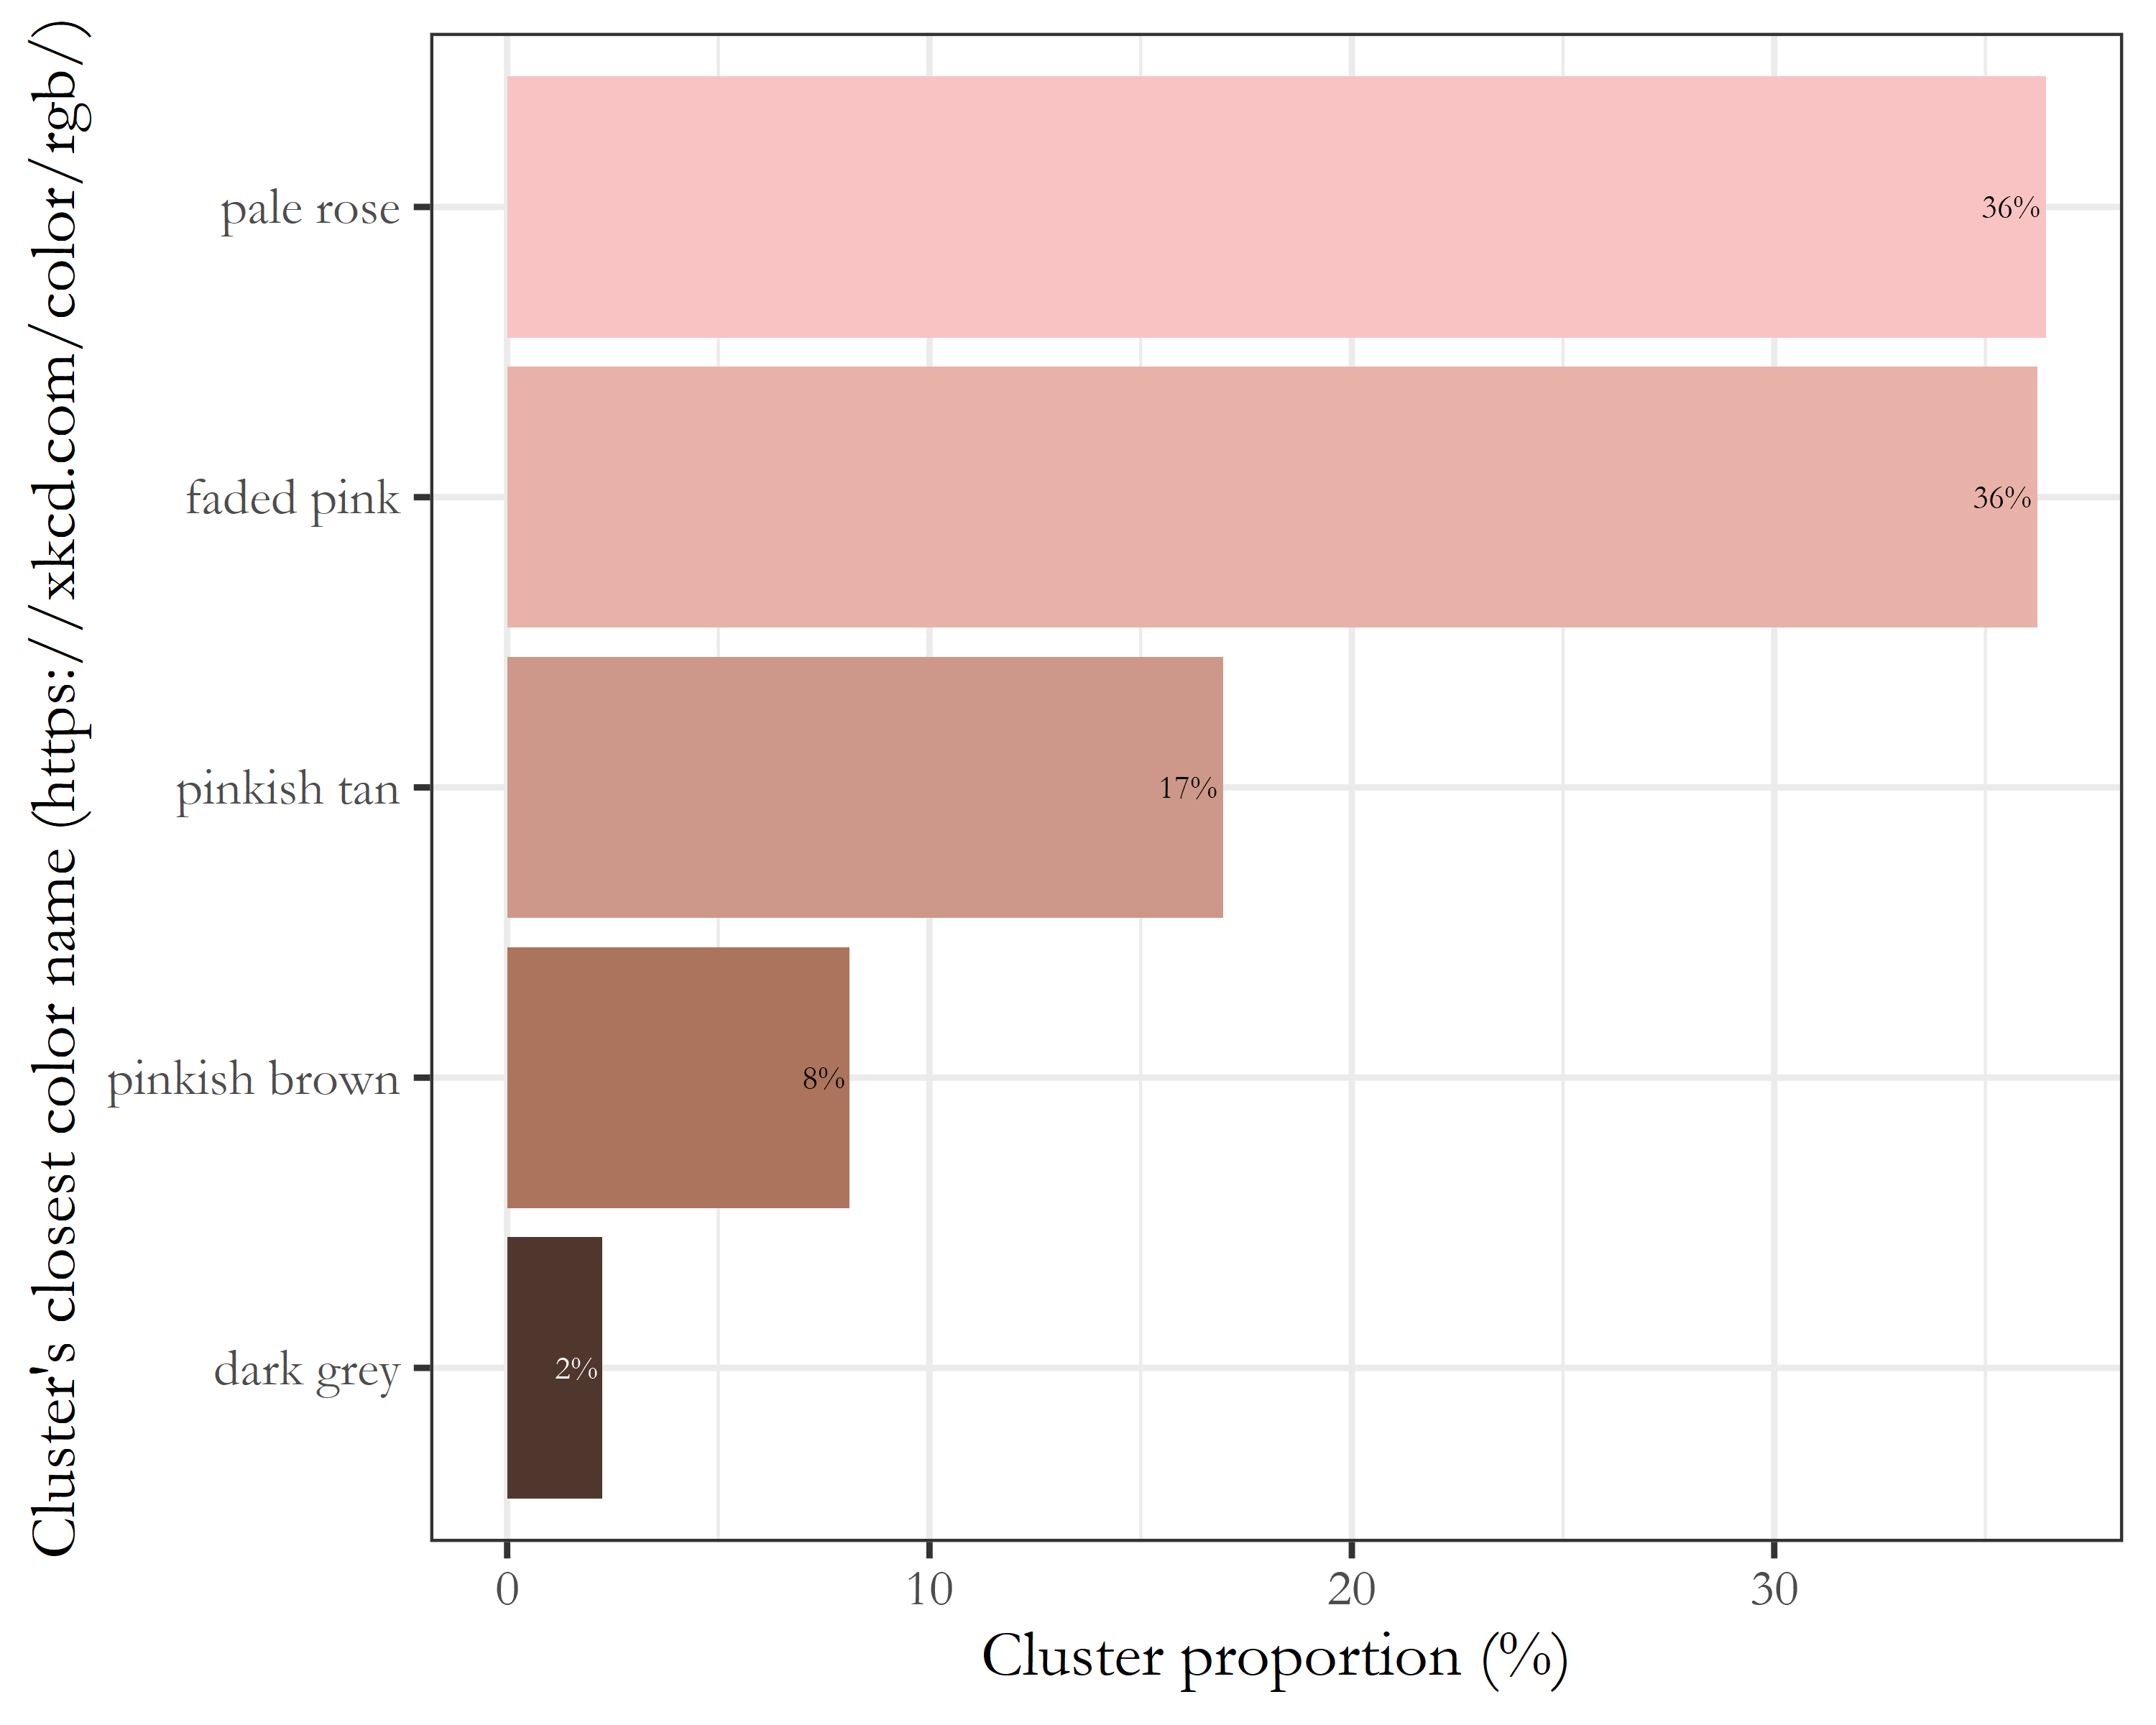 Cluster's closest color name (https://xkcd.com/color/rgb/)
pale rose
36%
faded pink
36%
pinkish tan
17%
pinkish brown
8%
dark grey
2%
0 10 20 30
Cluster proportion (%)